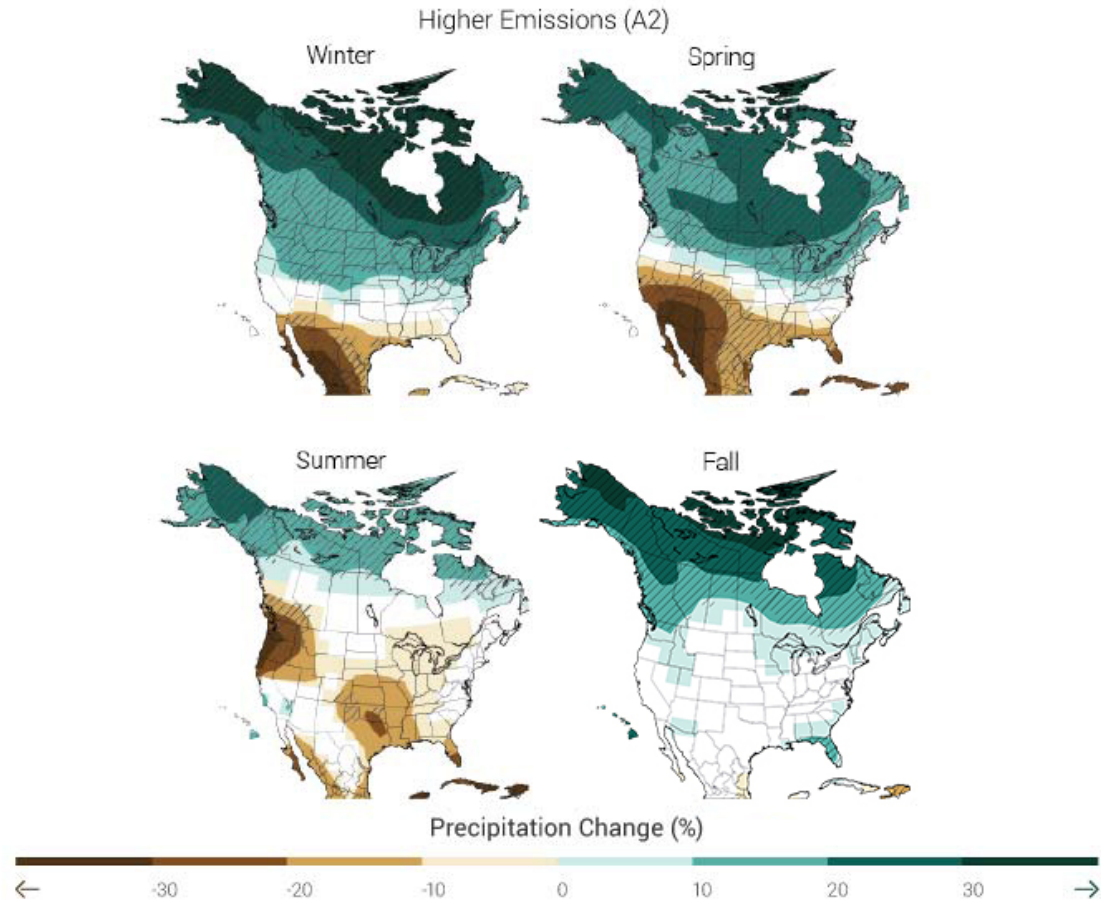 Higher Emissions (A2)
Winter
Spring
Summer
Fall
Precipitation Change (%)
-30 -20 -10 0 10 20 30